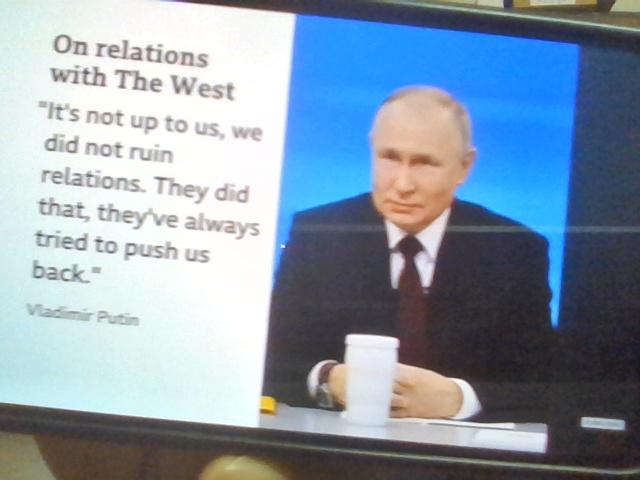 On relations
with The West
"It's not up to us, we
did not ruin
relations. They did
that, they've always
tried to push us
back."
Vladimir Putin